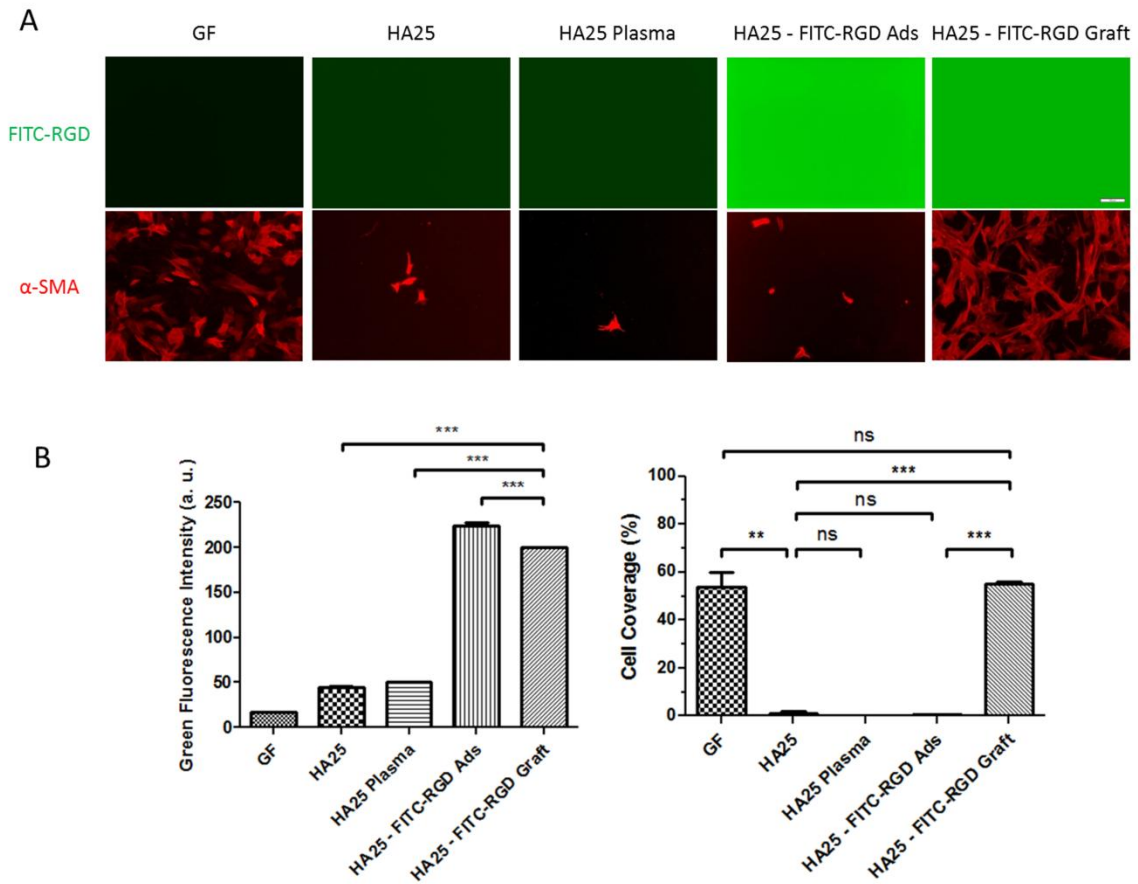 A
GF HA25 HA25 Plasma HA25 - FITC-RGD Ads HA25 - FITC-RGD Graft
FITC-RGD
α-SMA
B
***
***
***
Green Fluorescence Intensity (a. u.)
250
200
150
100
50
0
GF
HA25
HA25 Plasma
HA25 - FITC-RGD Ads
HA25 - FITC-RGD Graft
ns
***
ns
** ns ***
Cell Coverage (%)
100
80
60
40
20
0
GF
HA25
HA25 Plasma
HA25 - FITC-RGD Ads
HA25 - FITC-RGD Graft